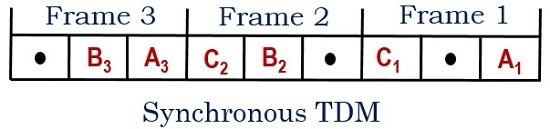 Frame 3 Frame 2 Frame 1
• B₃ A₃ C₂ B₂ • C₁ • A₁
Synchronous TDM